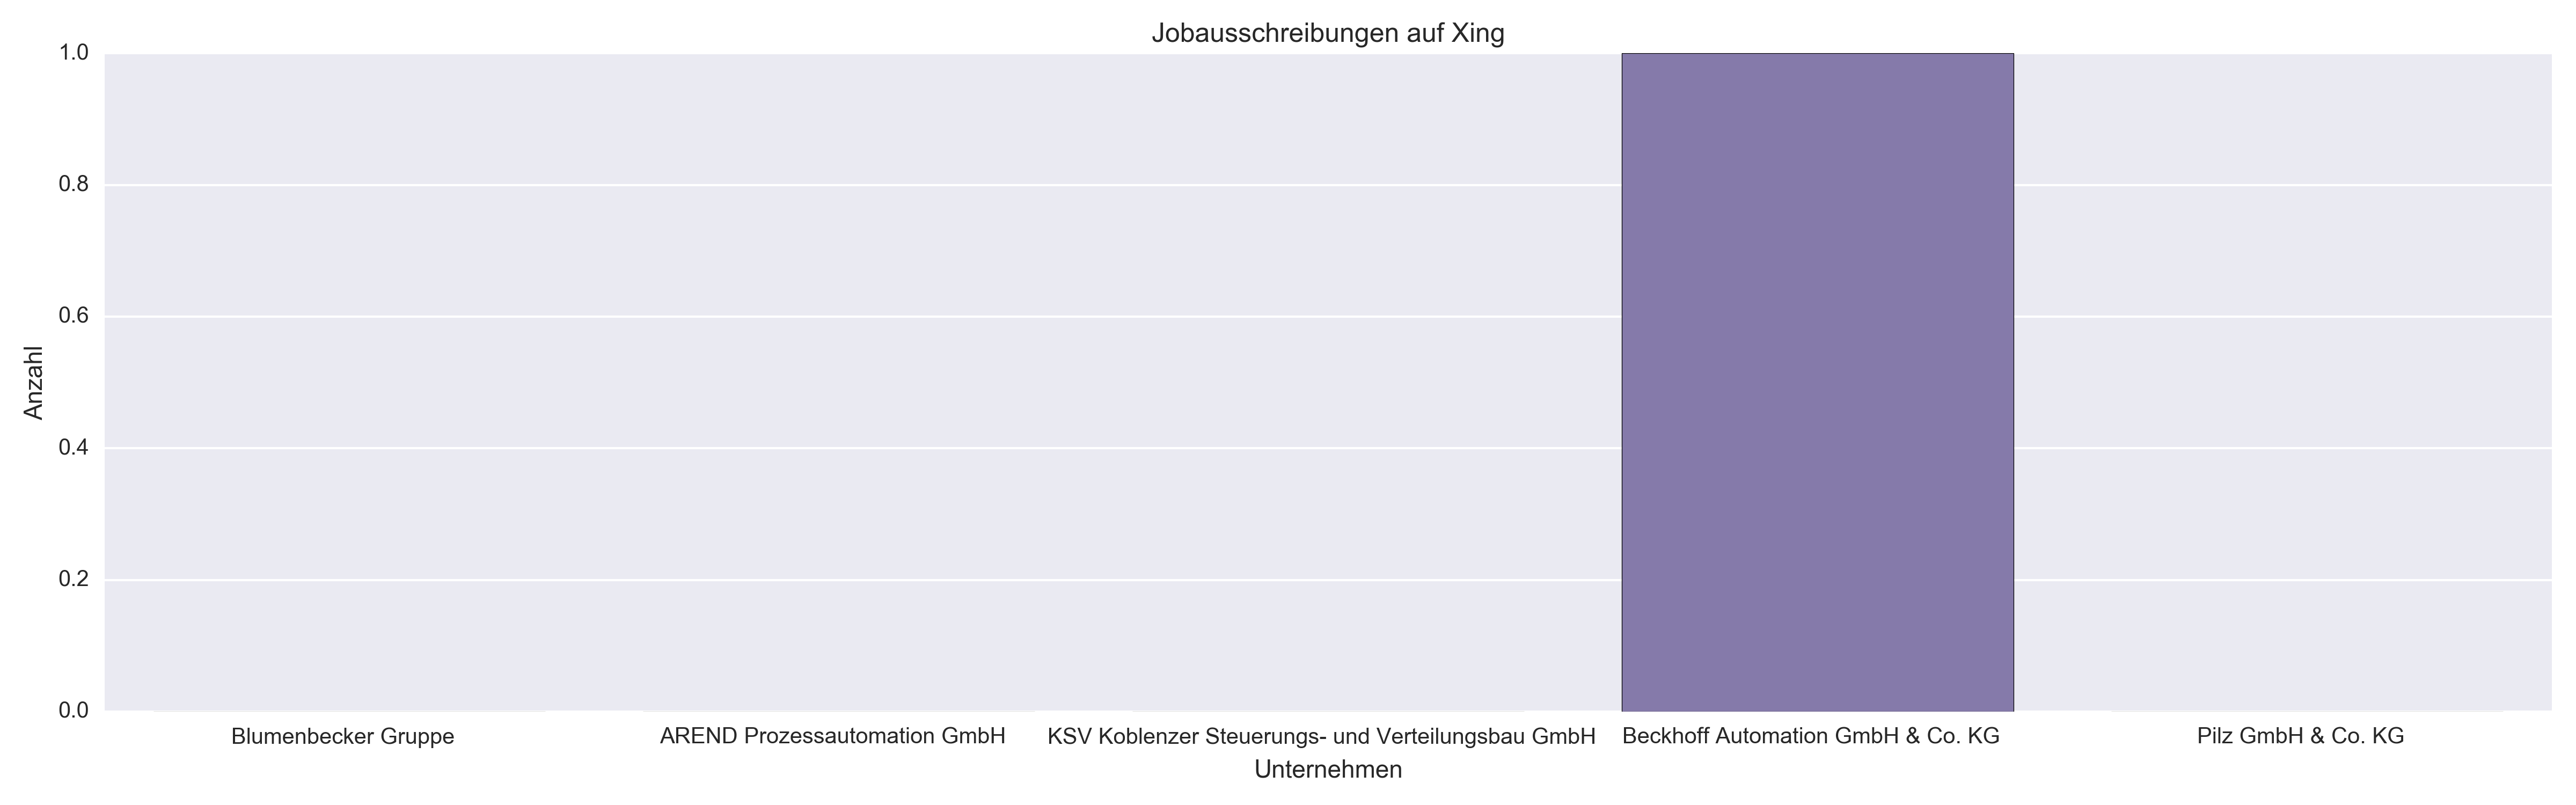 Jobausschreibungen auf Xing
1.0
0.8
0.6
0.4
0.2
0.0
Anzahl
Blumenbecker Gruppe
AREND Prozessautomation GmbH
KSV Koblenzer Steuerungs- und Verteilungsbau GmbH
Beckhoff Automation GmbH & Co. KG
Pilz GmbH & Co. KG
Unternehmen